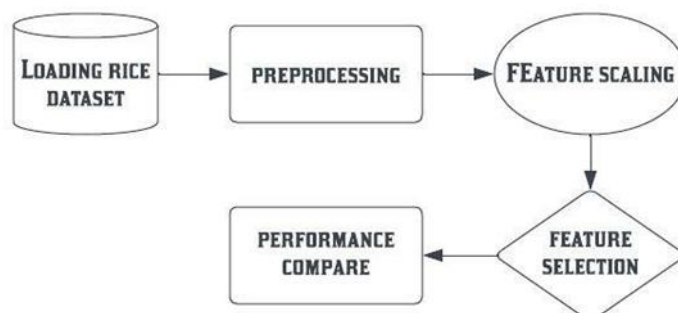 LOADING RICE
DATASET
PREPROCESSING
FEATURE SCALING
FEATURE
SELECTION
PERFORMANCE
COMPARE